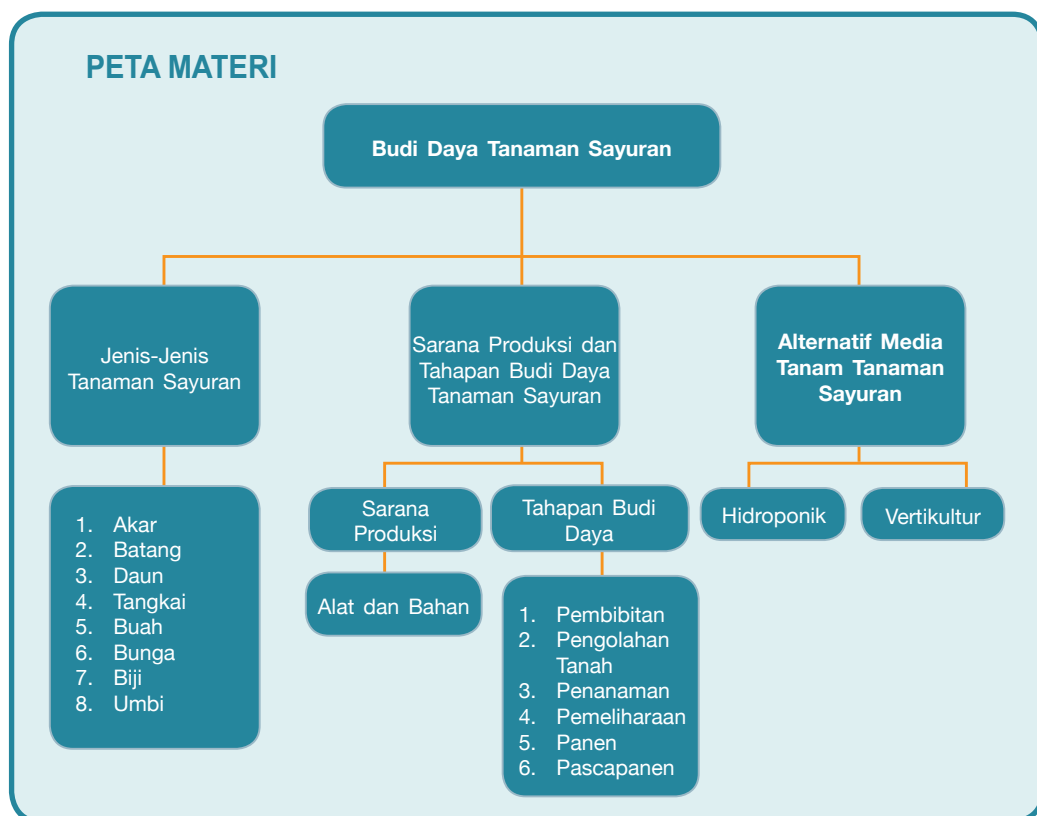 PETA MATERI
Budi Daya Tanaman Sayuran
Jenis-Jenis
Tanaman Sayuran
1. Akar
2. Batang
3. Daun
4. Tangkai
5. Buah
6. Bunga
7. Biji
8. Umbi
Sarana Produksi dan
Tahapan Budi Daya
Tanaman Sayuran
Sarana
Produksi
Alat dan Bahan
Tahapan Budi
Daya
1. Pembibitan
2. Pengolahan
Tanah
3. Penanaman
4. Pemeliharaan
5. Panen
6. Pascapanen
Alternatif Media
Tanam Tanaman
Sayuran
Hidroponik
Vertikultur